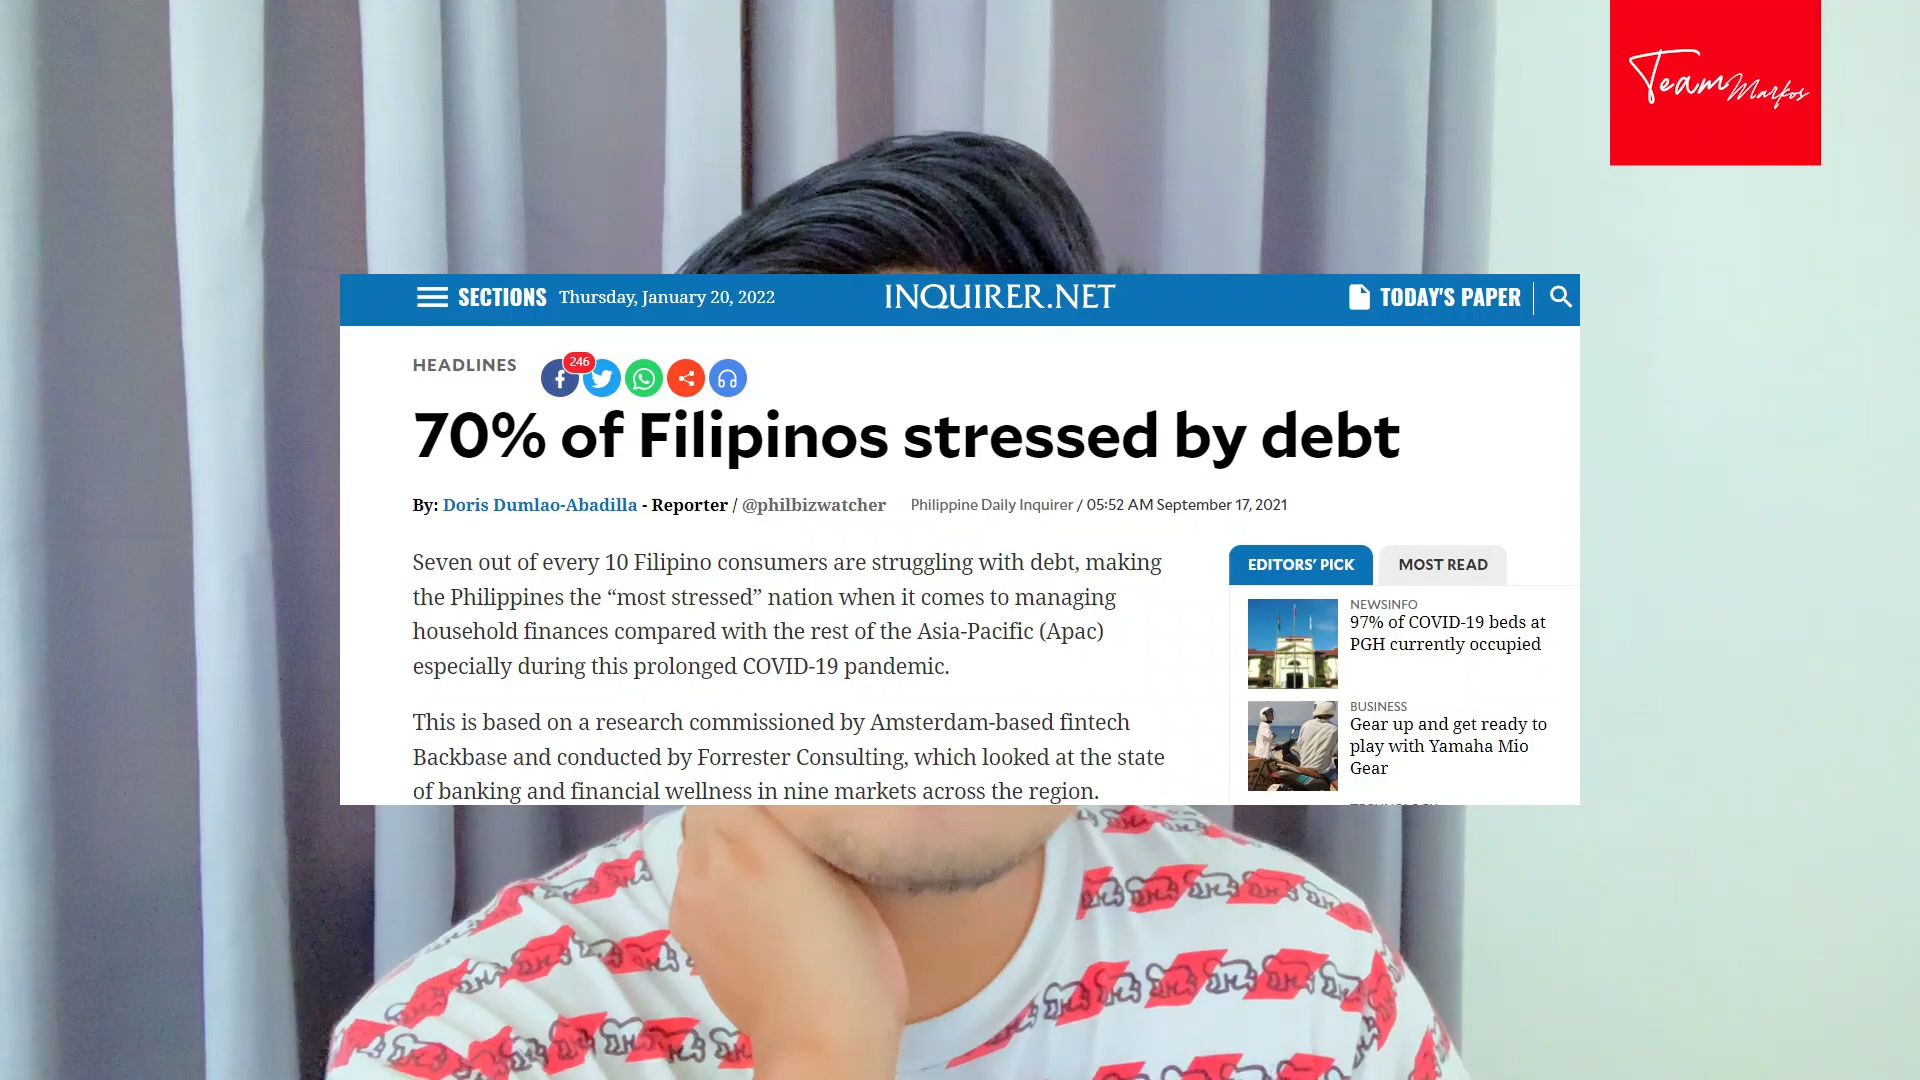 Team Markos
SECTIONS Thursday, January 20, 2022 INQUIRER.NET TODAY'S PAPER
HEADLINES
246
70% of Filipinos stressed by debt
By: Doris Dumlao-Abadilla - Reporter / @philbizwatcher Philippine Daily Inquirer / 05:52 AM September 17, 2021
Seven out of every 10 Filipino consumers are struggling with debt, making
the Philippines the “most stressed” nation when it comes to managing
household finances compared with the rest of the Asia-Pacific (Apac)
especially during this prolonged COVID-19 pandemic.
This is based on a research commissioned by Amsterdam-based fintech
Backbase and conducted by Forrester Consulting, which looked at the state
of banking and financial wellness in nine markets across the region.
EDITORS' PICK MOST READ
NEWSINFO
97% of COVID-19 beds at
PGH currently occupied
BUSINESS
Gear up and get ready to
play with Yamaha Mio
Gear